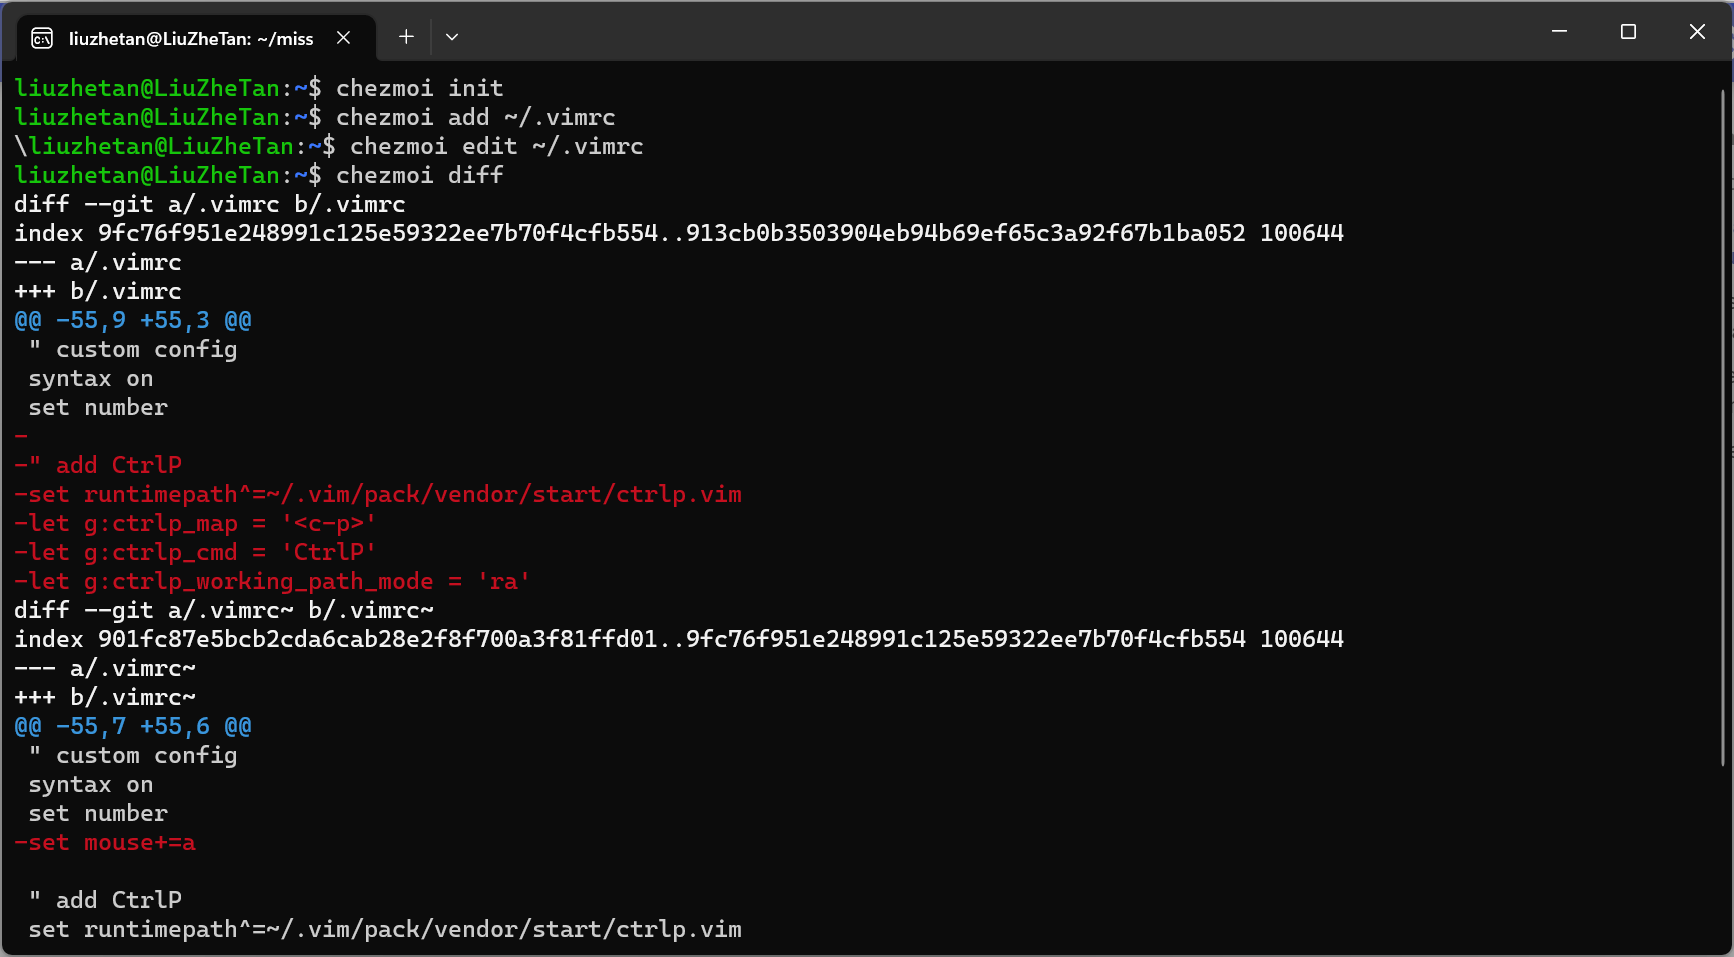 liuzhetan@LiuZheTan: ~/miss
liuzhetan@LiuZheTan:~$ chezmoi init
liuzhetan@LiuZheTan:~$ chezmoi add ~/.vimrc
\liuzhetan@LiuZheTan:~$ chezmoi edit ~/.vimrc
liuzhetan@LiuZheTan:~$ chezmoi diff
diff --git a/.vimrc b/.vimrc
index 9fc76f951e248991c125e59322ee7b70f4cfb554..913cb0b3503904eb94b69ef65c3a92f67b1ba052 100644
--- a/.vimrc
+++ b/.vimrc
@@ -55,9 +55,3 @@
 " custom config
 syntax on
 set number
-
-" add CtrlP
-set runtimepath^=~/.vim/pack/vendor/start/ctrlp.vim
-let g:ctrlp_map = '<c-p>'
-let g:ctrlp_cmd = 'CtrlP'
-let g:ctrlp_working_path_mode = 'ra'
diff --git a/.vimrc~ b/.vimrc~
index 901fc87e5bcb2cda6cab28e2f8f700a3f81ffd01..9fc76f951e248991c125e59322ee7b70f4cfb554 100644
--- a/.vimrc~
+++ b/.vimrc~
@@ -55,7 +55,6 @@
 " custom config
 syntax on
 set number
-set mouse+=a

 " add CtrlP
 set runtimepath^=~/.vim/pack/vendor/start/ctrlp.vim